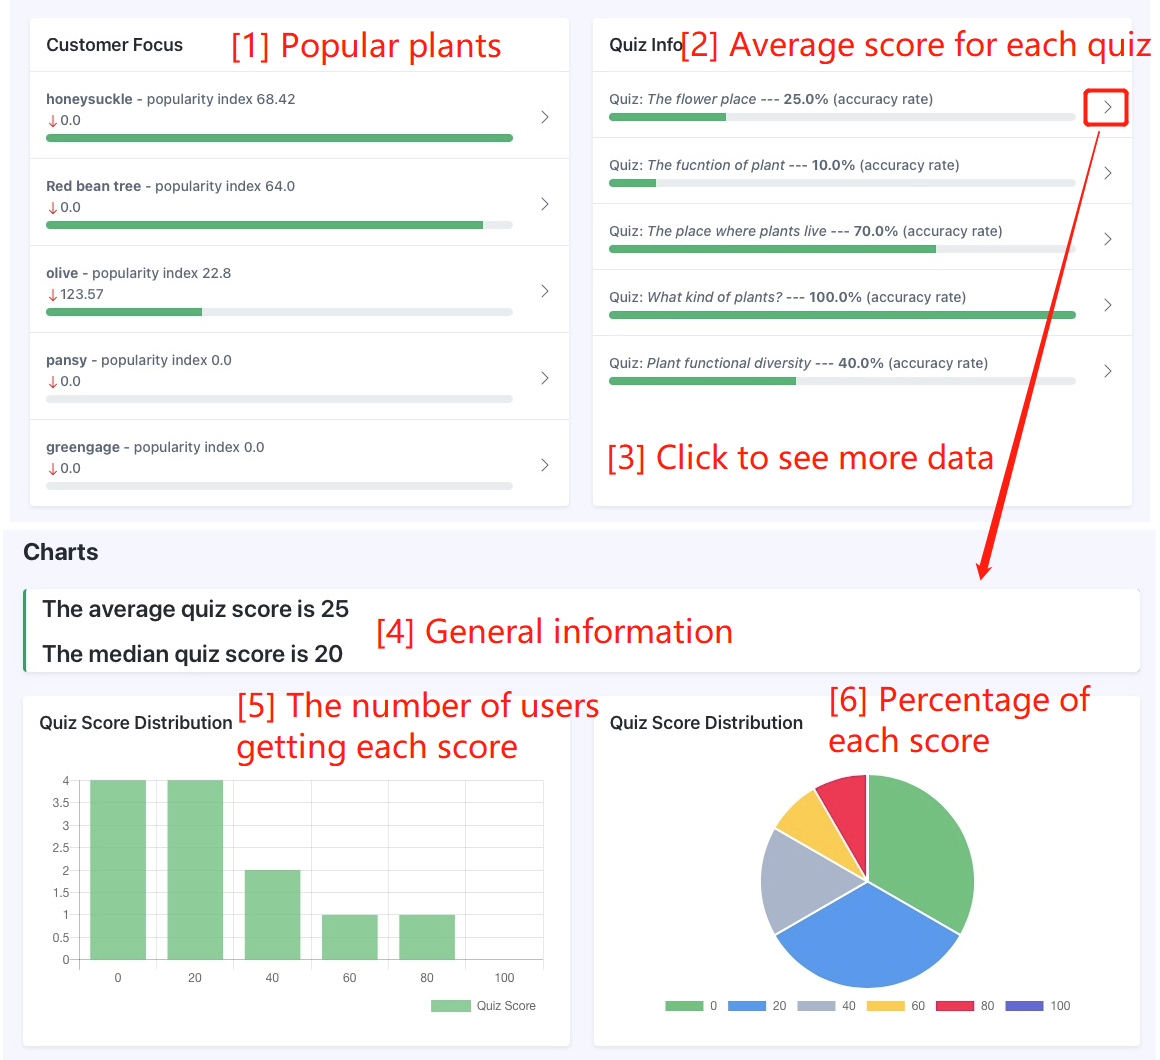 Customer Focus
[1] Popular plants
honeysuckle - popularity index 68.42
↓0.0
Red bean tree - popularity index 64.0
↓0.0
olive - popularity index 22.8
↓123.57
pansy - popularity index 0.0
↓0.0
greengage - popularity index 0.0
↓0.0
Quiz Info
[2] Average score for each quiz
Quiz: The flower place --- 25.0% (accuracy rate)
Quiz: The fucntion of plant --- 10.0% (accuracy rate)
Quiz: The place where plants live --- 70.0% (accuracy rate)
Quiz: What kind of plants? --- 100.0% (accuracy rate)
Quiz: Plant functional diversity --- 40.0% (accuracy rate)
[3] Click to see more data
Charts
The average quiz score is 25
The median quiz score is 20
[4] General information
Quiz Score Distribution
[5] The number of users
getting each score
4
3.5
3
2.5
2
1.5
1
0.5
0
0 20 40 60 80 100
Quiz Score
Quiz Score Distribution
[6] Percentage of
each score
0 20 40 60 80 100